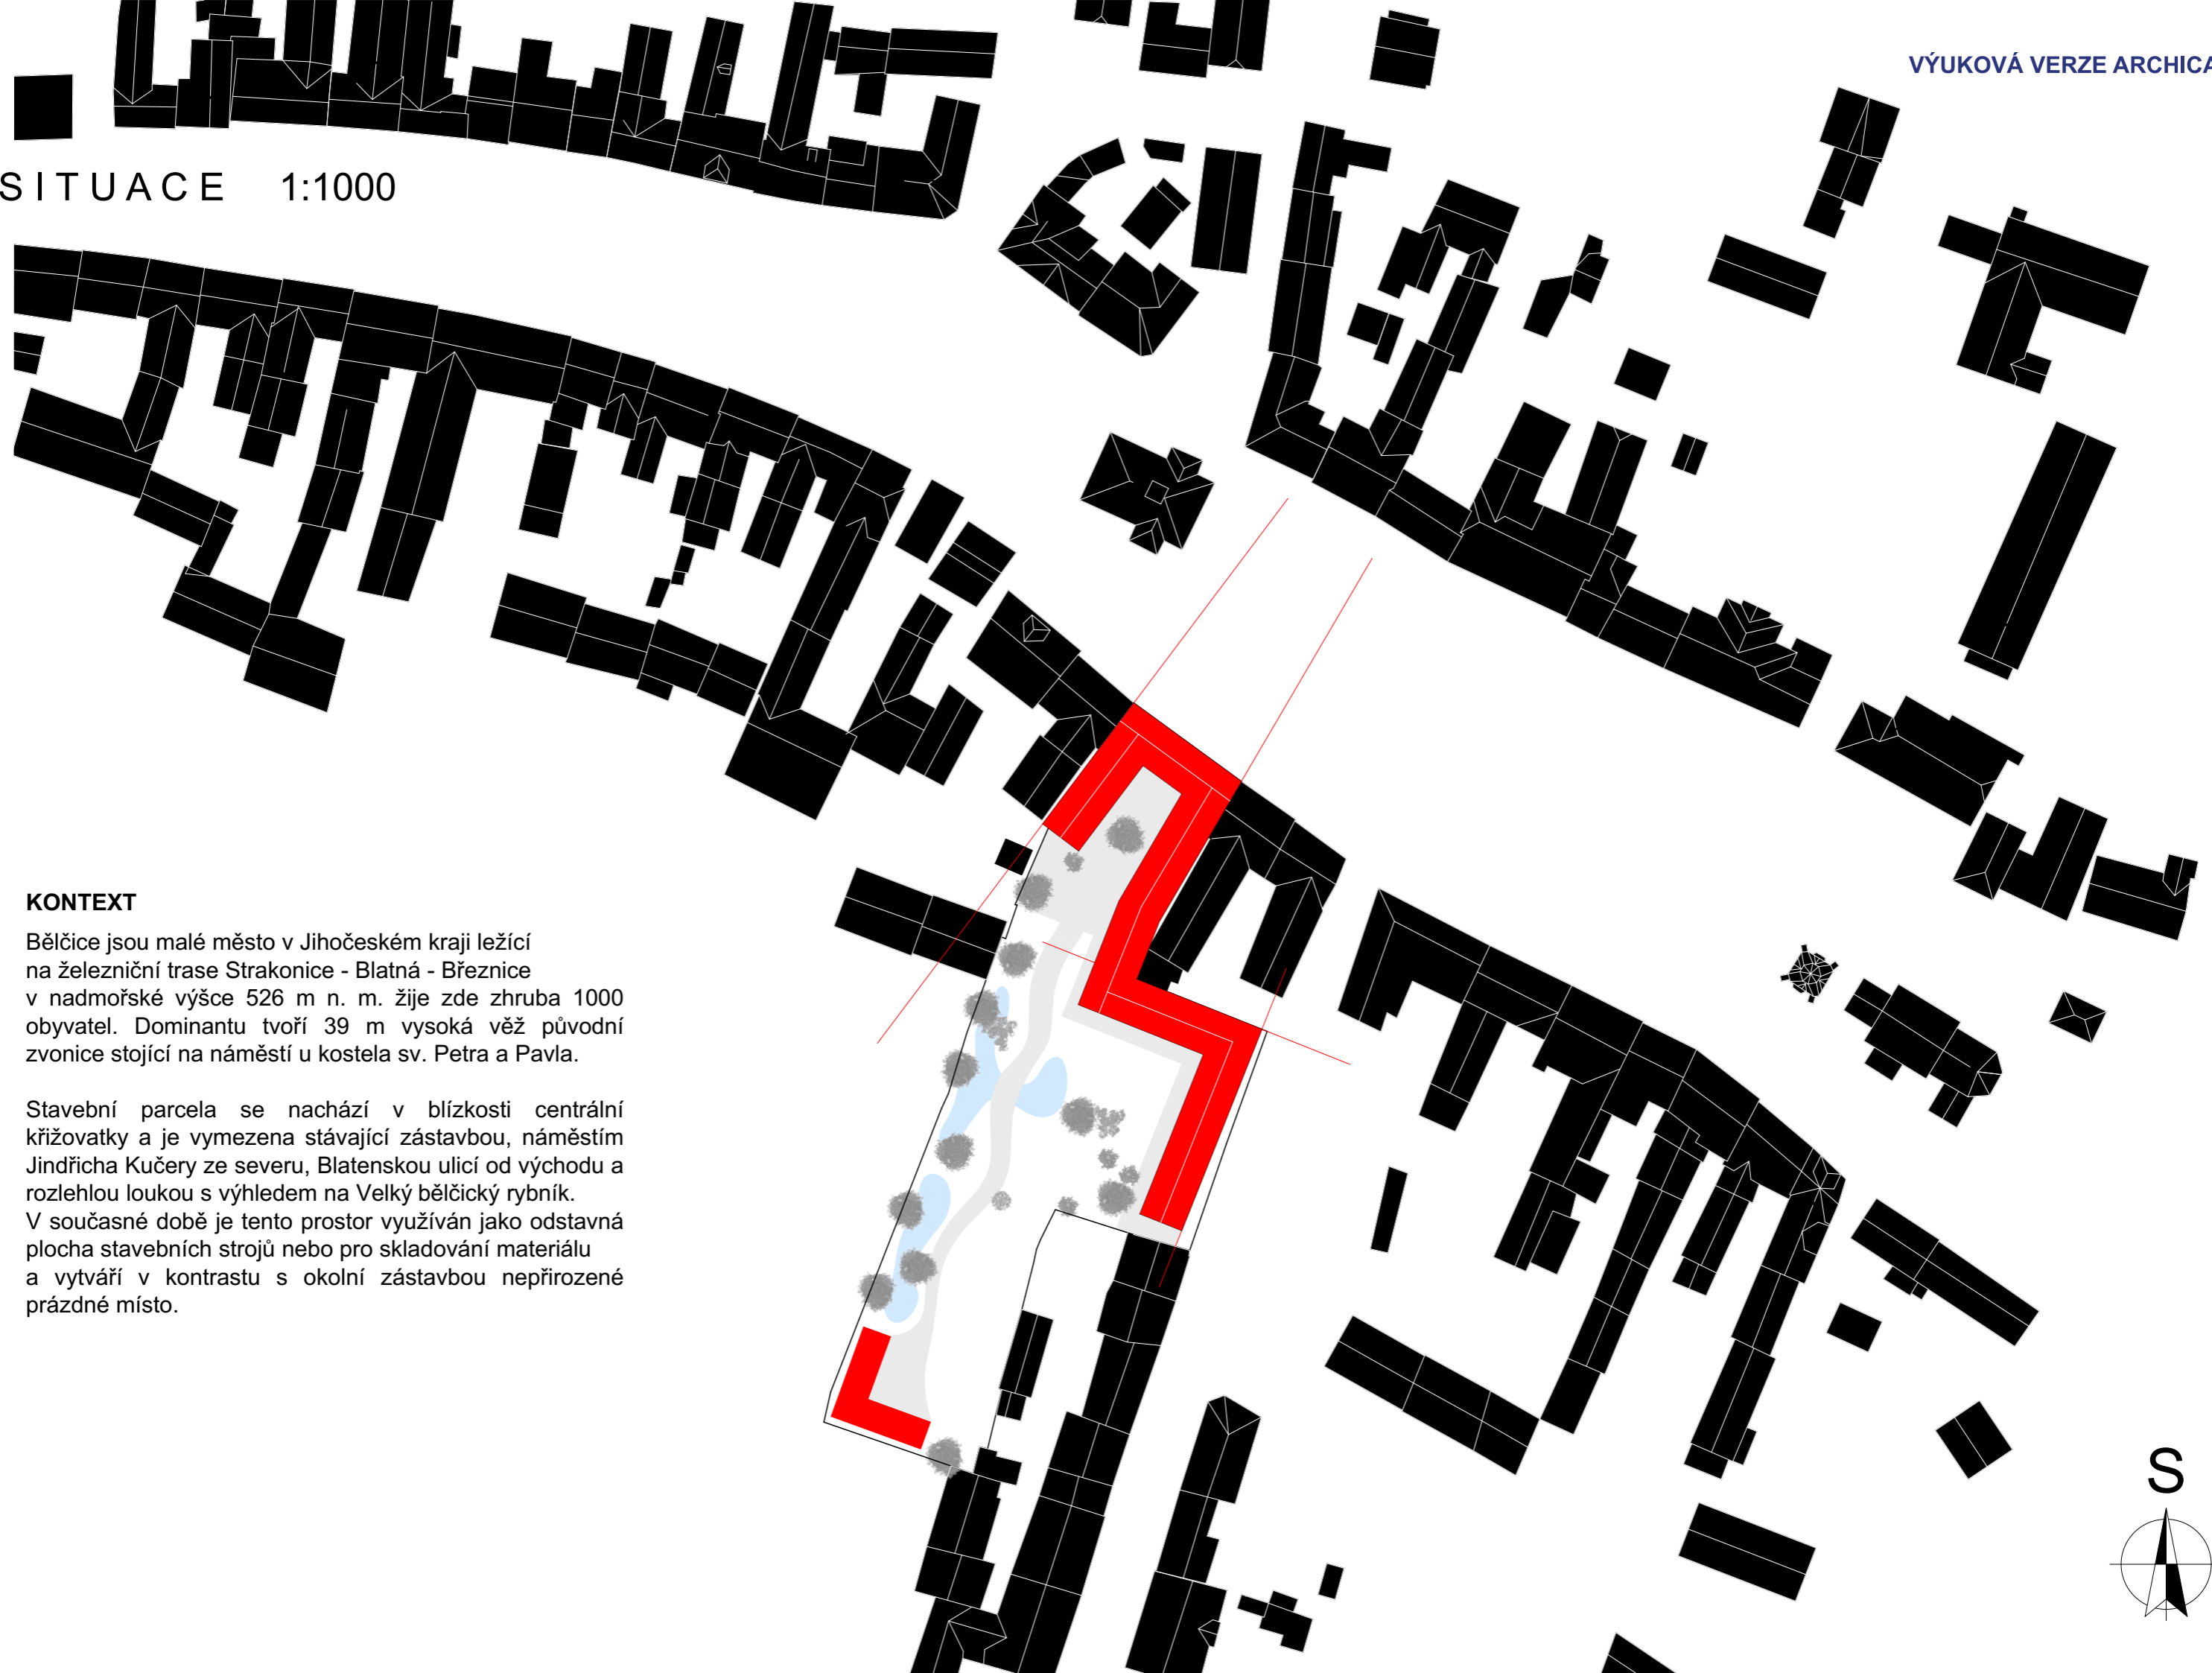 VÝUKOVÁ VERZE ARCHICA
SITUACE 1:1000
KONTEXT
Bělčice jsou malé město v Jihočeském kraji ležící
na železniční trase Strakonice - Blatná - Březnice
v nadmořské výšce 526 m n. m. žije zde zhruba 1000
obyvatel. Dominantu tvoří 39 m vysoká věž původní
zvonice stojící na náměstí u kostela sv. Petra a Pavla.
Stavební parcela se nachází v blízkosti centrální
křižovatky a je vymezena stávající zástavbou, náměstím
Jindřicha Kučery ze severu, Blatenskou ulicí od východu a
rozlehlou loukou s výhledem na Velký bělčický rybník.
V současné době je tento prostor využíván jako odstavná
plocha stavebních strojů nebo pro skladování materiálu
a vytváří v kontrastu s okolní zástavbou nepřirozené
prázdné místo.
S